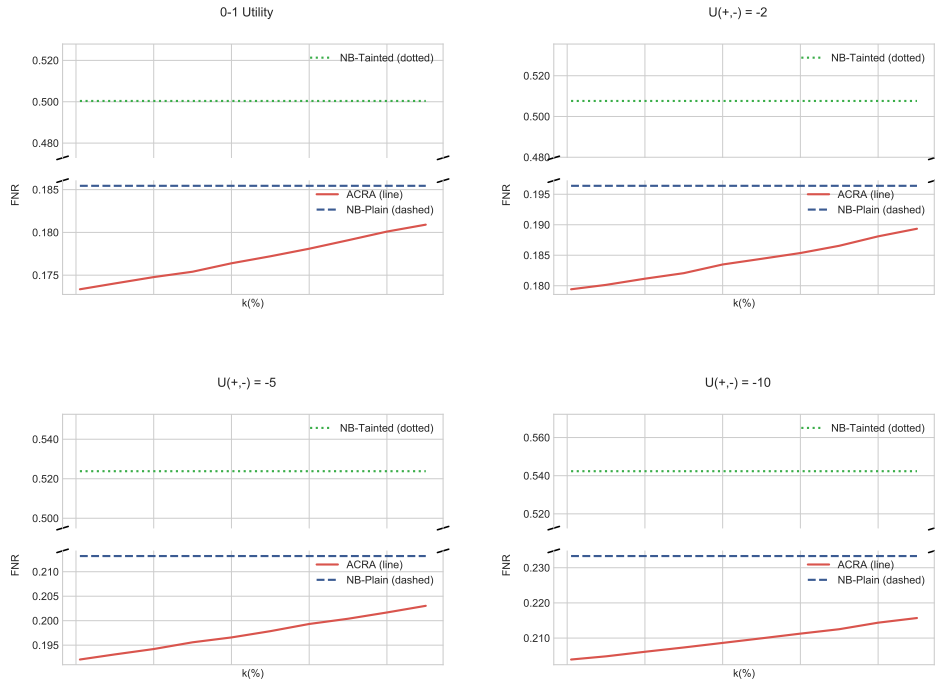 0-1 Utility
0.520
NB-Tainted (dotted)
0.500
0.480
FNR
0.185
ACRA (line)
NB-Plain (dashed)
0.180
0.175
k(%)
U(+,-) = -2
NB-Tainted (dotted)
0.520
0.500
0.480
FNR
0.195
ACRA (line)
NB-Plain (dashed)
0.190
0.185
0.180
k(%)
U(+,-) = -5
NB-Tainted (dotted)
0.540
0.520
0.500
FNR
ACRA (line)
0.210
NB-Plain (dashed)
0.205
0.200
0.195
k(%)
U(+,-) = -10
NB-Tainted (dotted)
0.560
0.540
0.520
FNR
ACRA (line)
0.230
NB-Plain (dashed)
0.220
0.210
k(%)